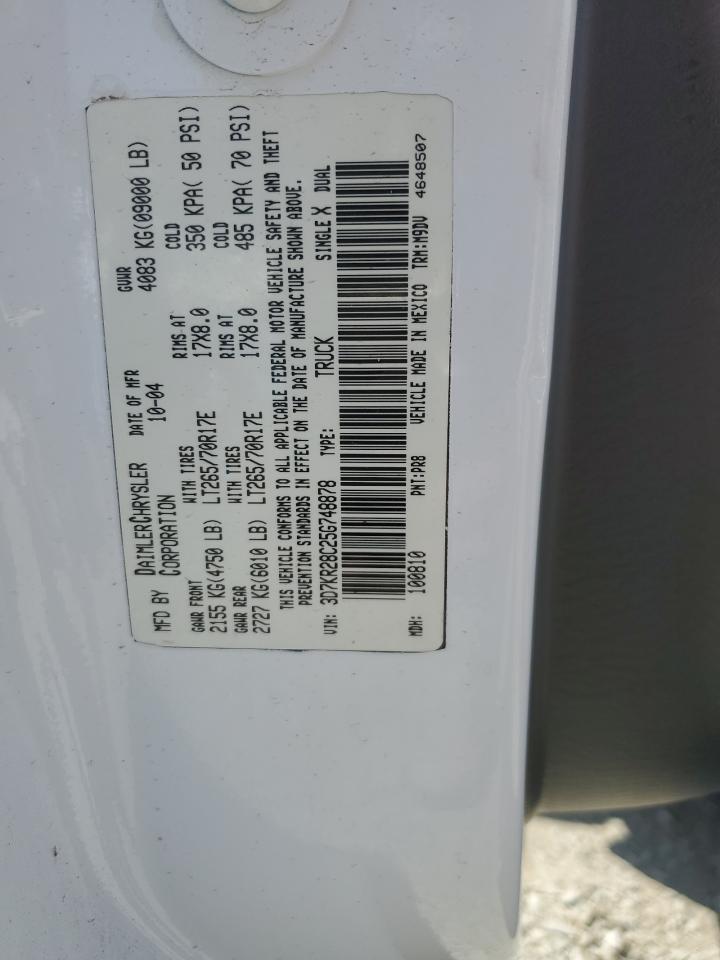 MFD BY DAIMLERCHRYSLER CORPORATION DATE OF MFR 10-04 GVWR 4083 KG(09000 LB)
GAWR FRONT WITH TIRES RIMS AT COLD
2155 KG(4750 LB) LT265/70R17E 17X8.0 350 KPA( 50 PSI)
GAWR REAR WITH TIRES RIMS AT COLD
2727 KG(6010 LB) LT265/70R17E 17X8.0 485 KPA( 70 PSI)
THIS VEHICLE CONFORMS TO ALL APPLICABLE FEDERAL MOTOR VEHICLE SAFETY AND THEFT
PREVENTION STANDARDS IN EFFECT ON THE DATE OF MANUFACTURE SHOWN ABOVE.
VIN: 3D7KR28C25G748878 TYPE: TRUCK SINGLE X DUAL
MDH: 100810 PNT:PR8 VEHICLE MADE IN MEXICO TRM:M9DV 4648507